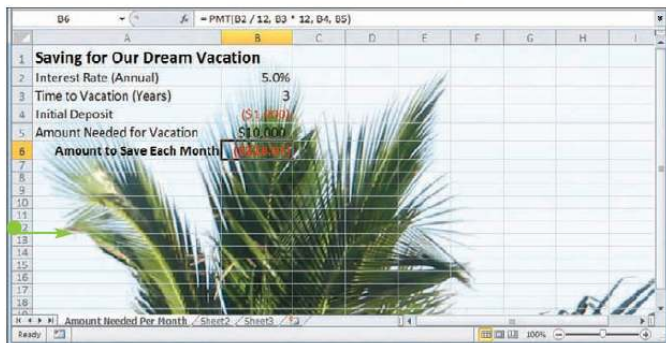 B6 fx =PMT(B2 / 12, B3 * 12, B4, B5)
A B C D E F G H I
1 Saving for Our Dream Vacation
2 Interest Rate (Annual) 5.0%
3 Time to Vacation (Years) 3
4 Initial Deposit ($1,000)
5 Amount Needed for Vacation $10,000
6 Amount to Save Each Month
7
8
9
10
11
13
14
15
16
17
18
Amount Needed Per Month Sheet2 Sheet3
Ready 100%